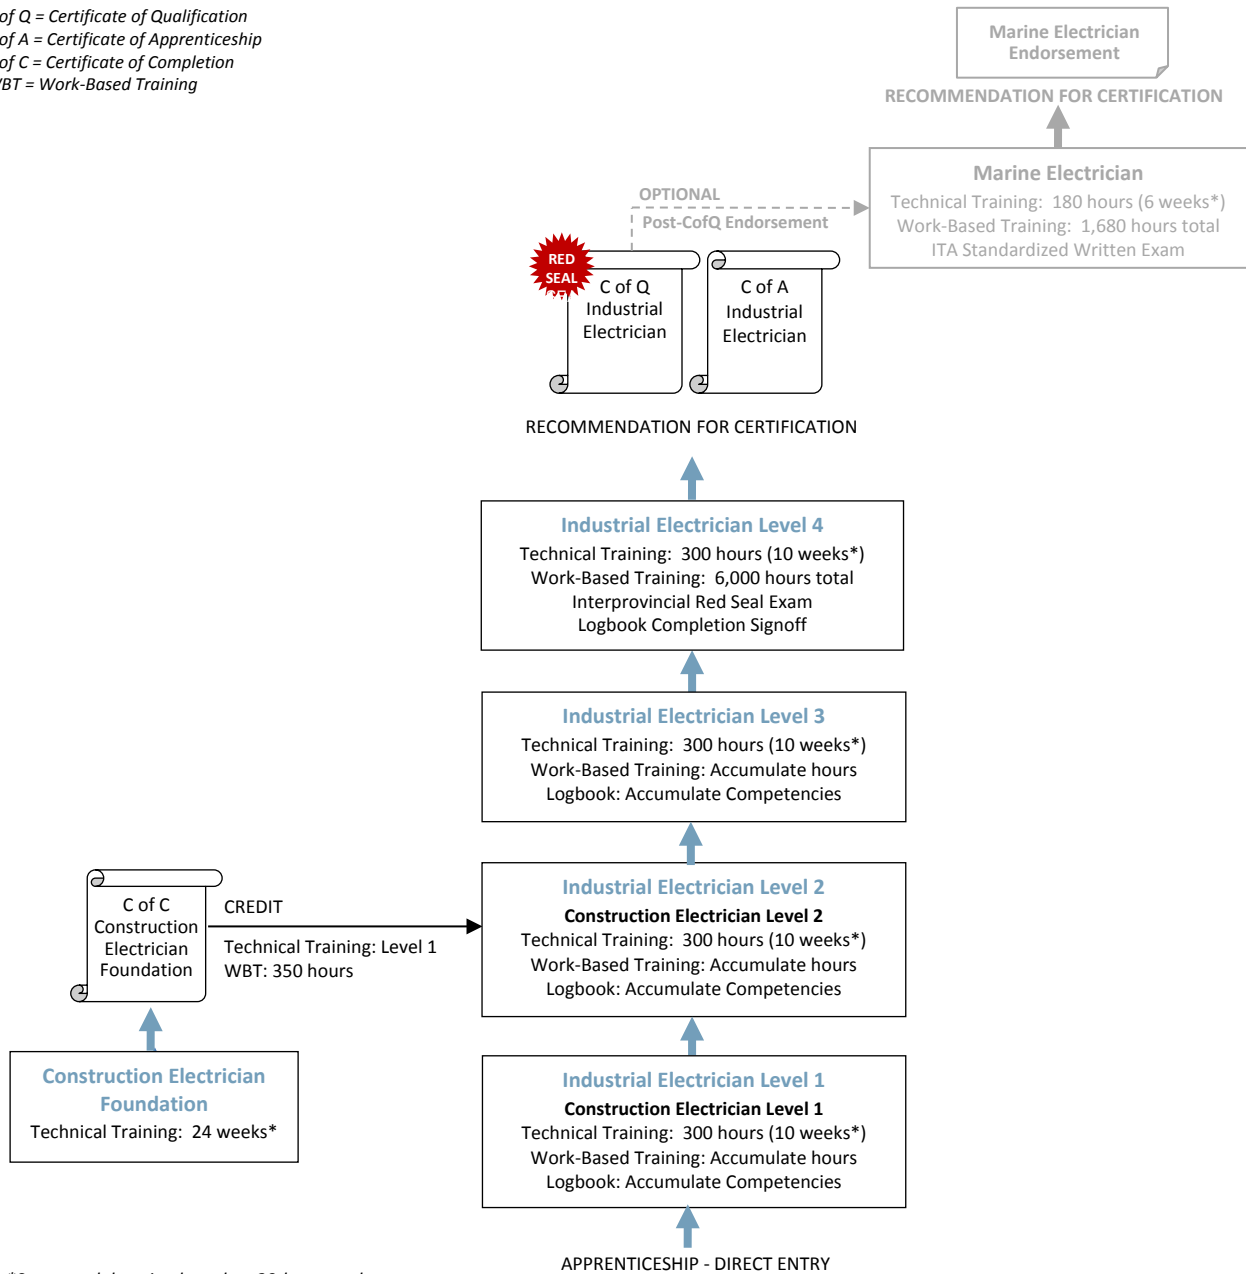 of Q = Certificate of Qualification
of A = Certificate of Apprenticeship
of C = Certificate of Completion
WBT = Work-Based Training
Marine Electrician
Endorsement
RECOMMENDATION FOR CERTIFICATION
Marine Electrician
Technical Training: 180 hours (6 weeks*)
Work-Based Training: 1,680 hours total
ITA Standardized Written Exam
OPTIONAL
Post-CofQ Endorsement
RED
SEAL
C of Q
Industrial
Electrician
C of A
Industrial
Electrician
RECOMMENDATION FOR CERTIFICATION
Industrial Electrician Level 4
Technical Training: 300 hours (10 weeks*)
Work-Based Training: 6,000 hours total
Interprovincial Red Seal Exam
Logbook Completion Signoff
Industrial Electrician Level 3
Technical Training: 300 hours (10 weeks*)
Work-Based Training: Accumulate hours
Logbook: Accumulate Competencies
C of C
Construction
Electrician
Foundation
CREDIT
Technical Training: Level 1
WBT: 350 hours
Industrial Electrician Level 2
Construction Electrician Level 2
Technical Training: 300 hours (10 weeks*)
Work-Based Training: Accumulate hours
Logbook: Accumulate Competencies
Construction Electrician
Foundation
Technical Training: 24 weeks*
Industrial Electrician Level 1
Construction Electrician Level 1
Technical Training: 300 hours (10 weeks*)
Work-Based Training: Accumulate hours
Logbook: Accumulate Competencies
APPRENTICESHIP - DIRECT ENTRY